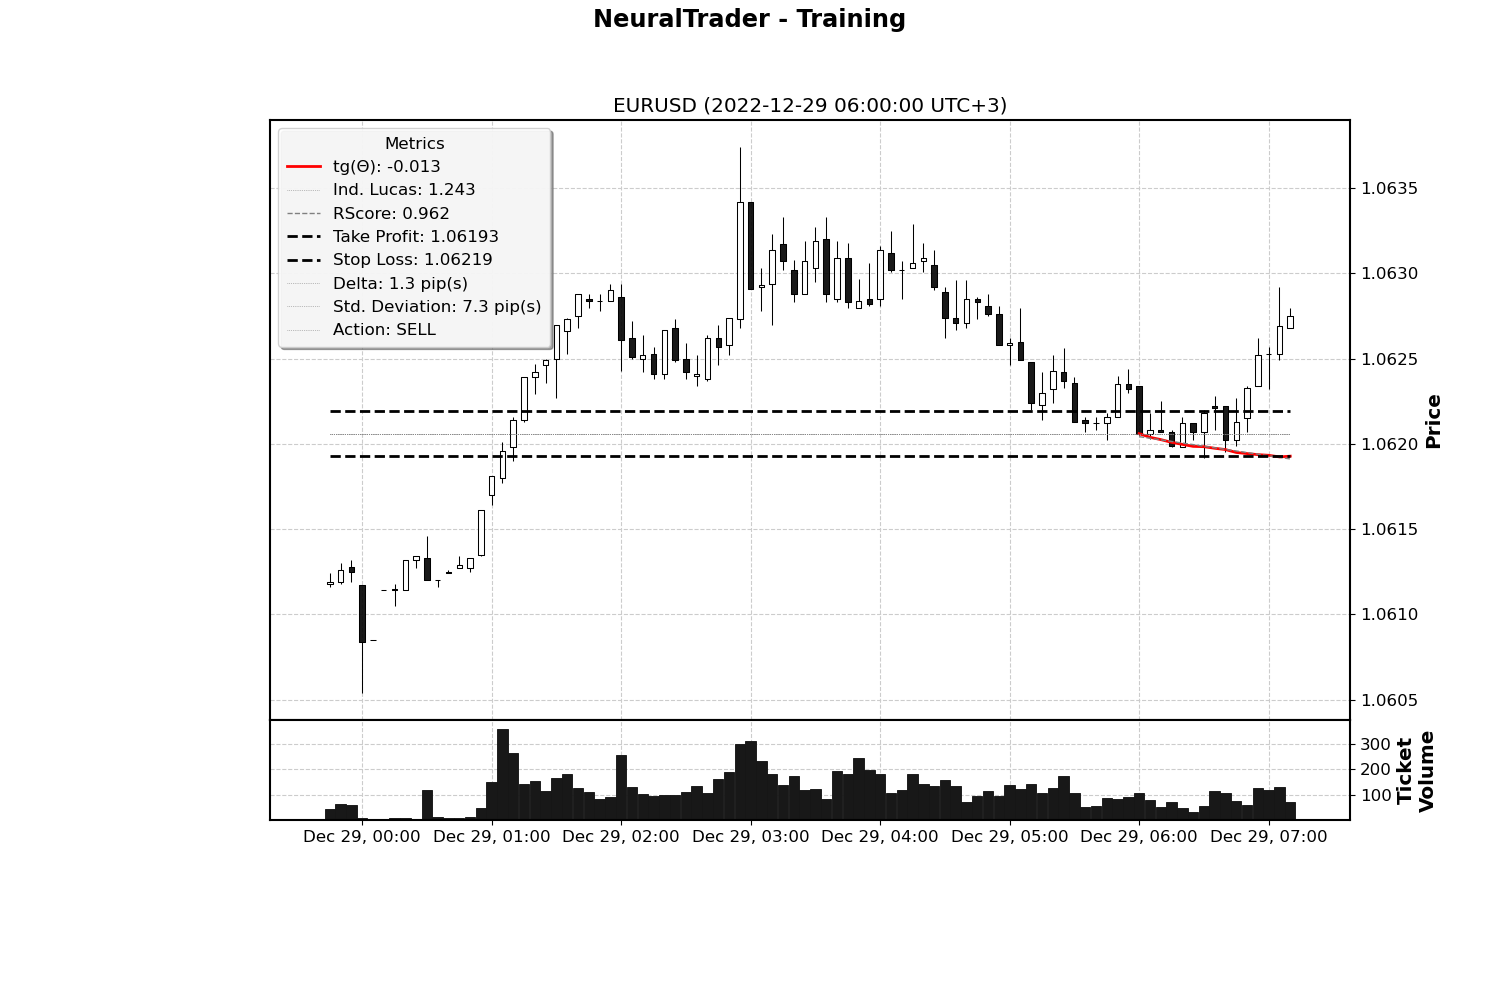 NeuralTrader - Training
EURUSD (2022-12-29 06:00:00 UTC+3)
Metrics
tg(Θ): -0.013
Ind. Lucas: 1.243
RScore: 0.962
Take Profit: 1.06193
Stop Loss: 1.06219
Delta: 1.3 pip(s)
Std. Deviation: 7.3 pip(s)
Action: SELL
1.0635
1.0630
1.0625
1.0620
1.0615
1.0610
1.0605
Price
300
200
100
Ticket
Volume
Dec 29, 00:00 Dec 29, 01:00 Dec 29, 02:00 Dec 29, 03:00 Dec 29, 04:00 Dec 29, 05:00 Dec 29, 06:00 Dec 29, 07:00